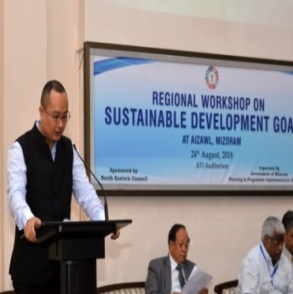 REGIONAL WORKSHOP ON
SUSTAINABLE DEVELOPMENT GOA
AT AIZAWL, MIZORAM
28th August, 2018
ATI Auditorium
Sponsored by
North Eastern Council
Organised By
Government of Mizoram
Planning & Programme Implementation